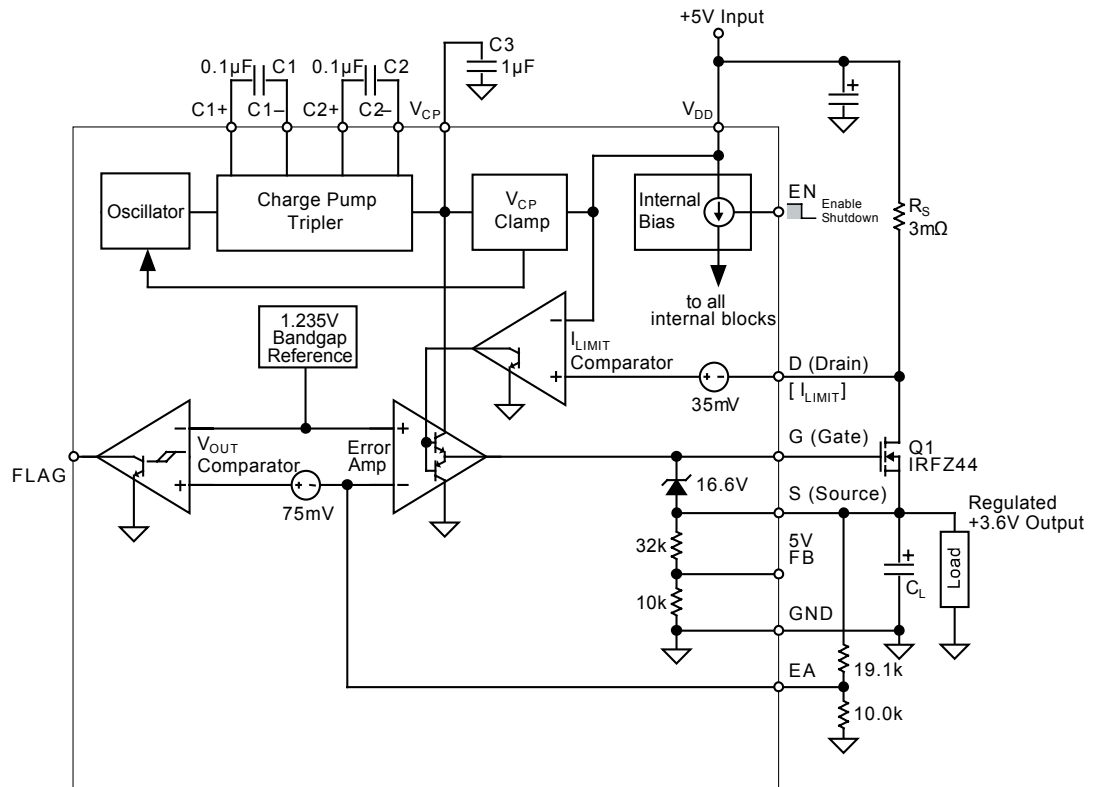 +5V Input
C3
1µF
0.1µF C1
0.1µF C2
C1+ C1– C2+ C2– VCP
VDD
Oscillator
Charge Pump
Tripler
VCP
Clamp
Internal
Bias
EN
Enable
Shutdown
RS
3mΩ
to all
internal blocks
1.235V
Bandgap
Reference
–
ILIMIT
Comparator
+
+ –
35mV
D (Drain)
[ ILIMIT]
FLAG
–
VOUT
Comparator
+
+ –
75mV
Error
Amp
+
–
G (Gate)
Q1
IRFZ44
16.6V
S (Source)
Regulated
+3.6V Output
32k
5V
FB
10k
+
CL
Load
GND
EA
19.1k
10.0k
+